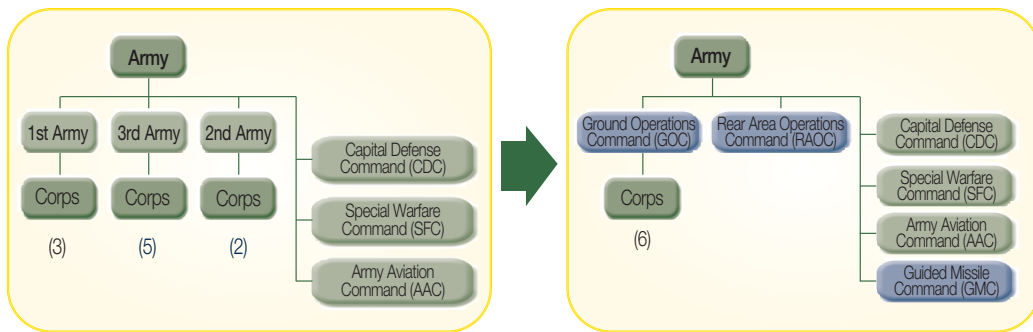 Army
1st Army
3rd Army
2nd Army
Corps
Corps
Corps
(3)
(5)
(2)
Capital Defense
Command (CDC)
Special Warfare
Command (SFC)
Army Aviation
Command (AAC)
Army
Ground Operations
Command (GOC)
Rear Area Operations
Command (RAOC)
Corps
(6)
Capital Defense
Command (CDC)
Special Warfare
Command (SFC)
Army Aviation
Command (AAC)
Guided Missile
Command (GMC)